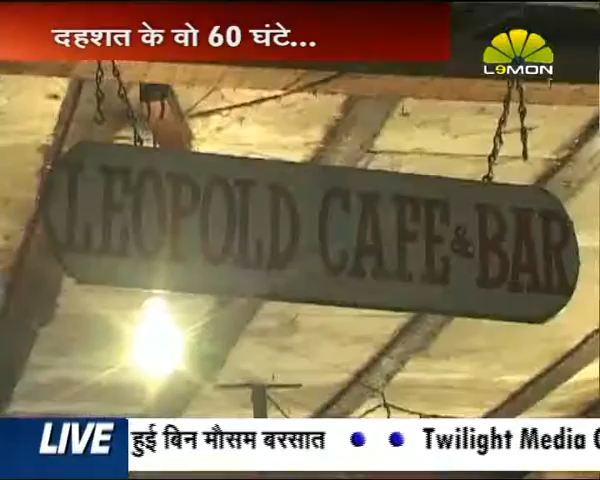 दहशत के वो 60 घंटे...
LEMON
LEOPOLD CAFE & BAR
LIVE
हुई बिन मौसम बरसात ● ● Twilight Media